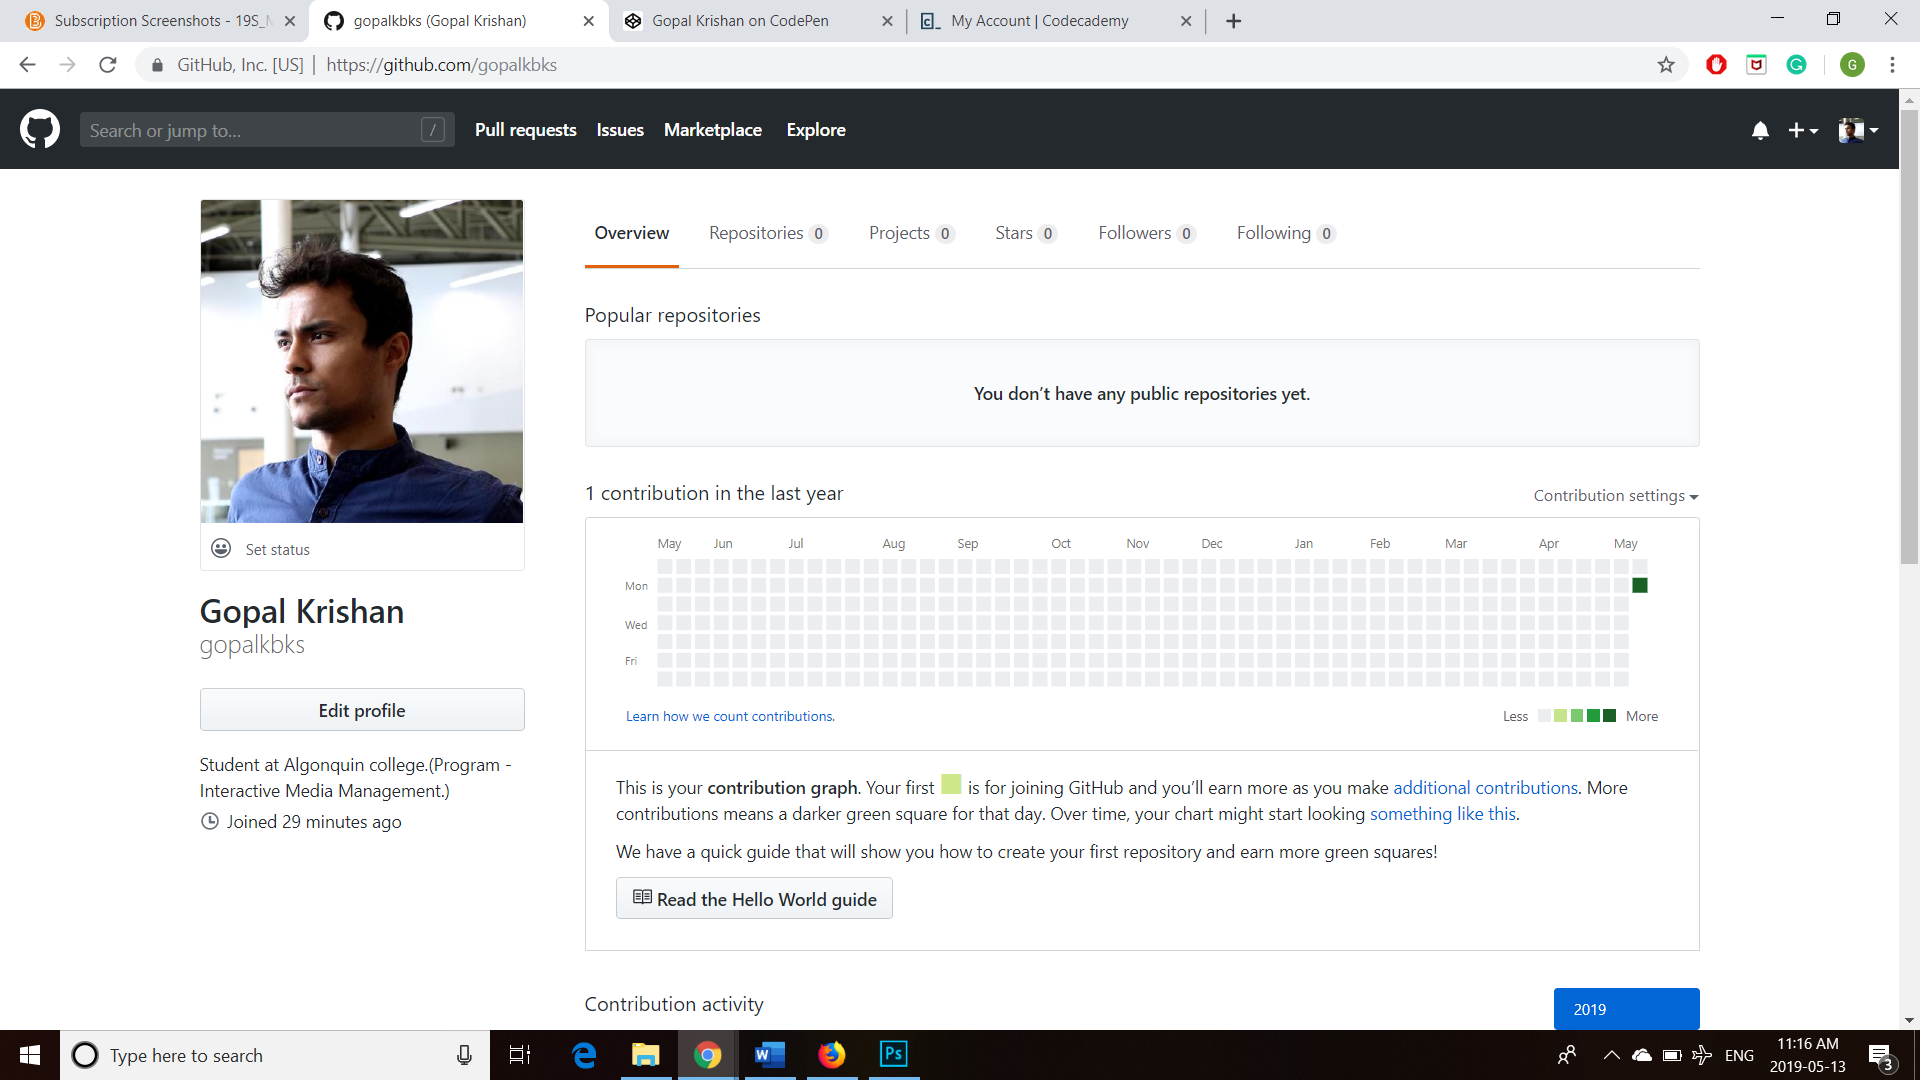 Subscription Screenshots - 19S_
gopalkbks (Gopal Krishan)
Gopal Krishan on CodePen
My Account | Codecademy
GitHub, Inc. [US] | https://github.com/gopalkbks
G
Search or jump to... /
Pull requests Issues Marketplace Explore
Overview Repositories 0 Projects 0 Stars 0 Followers 0 Following 0
Popular repositories
You don't have any public repositories yet.
1 contribution in the last year
Contribution settings
May Jun Jul Aug Sep Oct Nov Dec Jan Feb Mar Apr May
Mon
Wed
Fri
Learn how we count contributions.
Less More
Set status
Gopal Krishan
gopalkbks
Edit profile
Student at Algonquin college.(Program -
Interactive Media Management.)
Joined 29 minutes ago
This is your contribution graph. Your first is for joining GitHub and you'll earn more as you make additional contributions. More
contributions means a darker green square for that day. Over time, your chart might start looking something like this.
We have a quick guide that will show you how to create your first repository and earn more green squares!
Read the Hello World guide
Contribution activity
2019
Type here to search
ENG
11:16 AM
2019-05-13
3